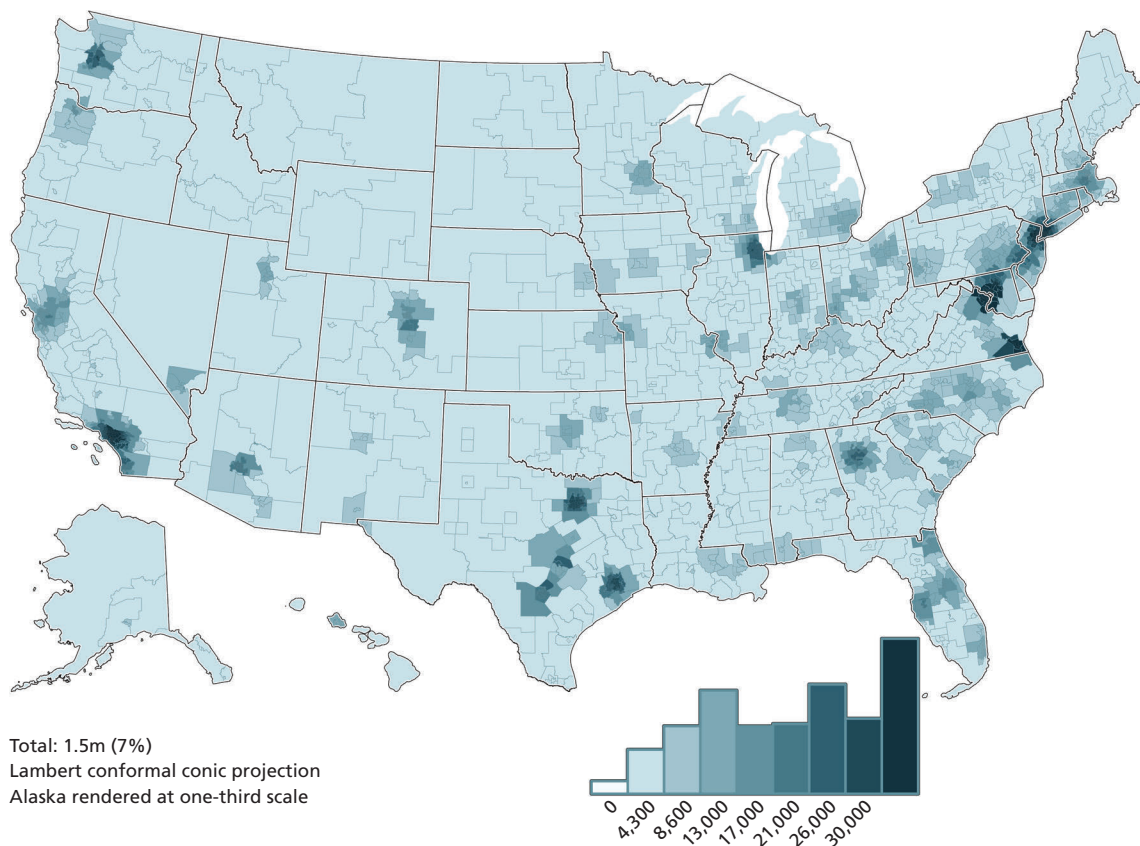 Total: 1.5m (7%)
Lambert conformal conic projection
Alaska rendered at one-third scale
0
4,300
8,600
13,000
17,000
21,000
26,000
30,000